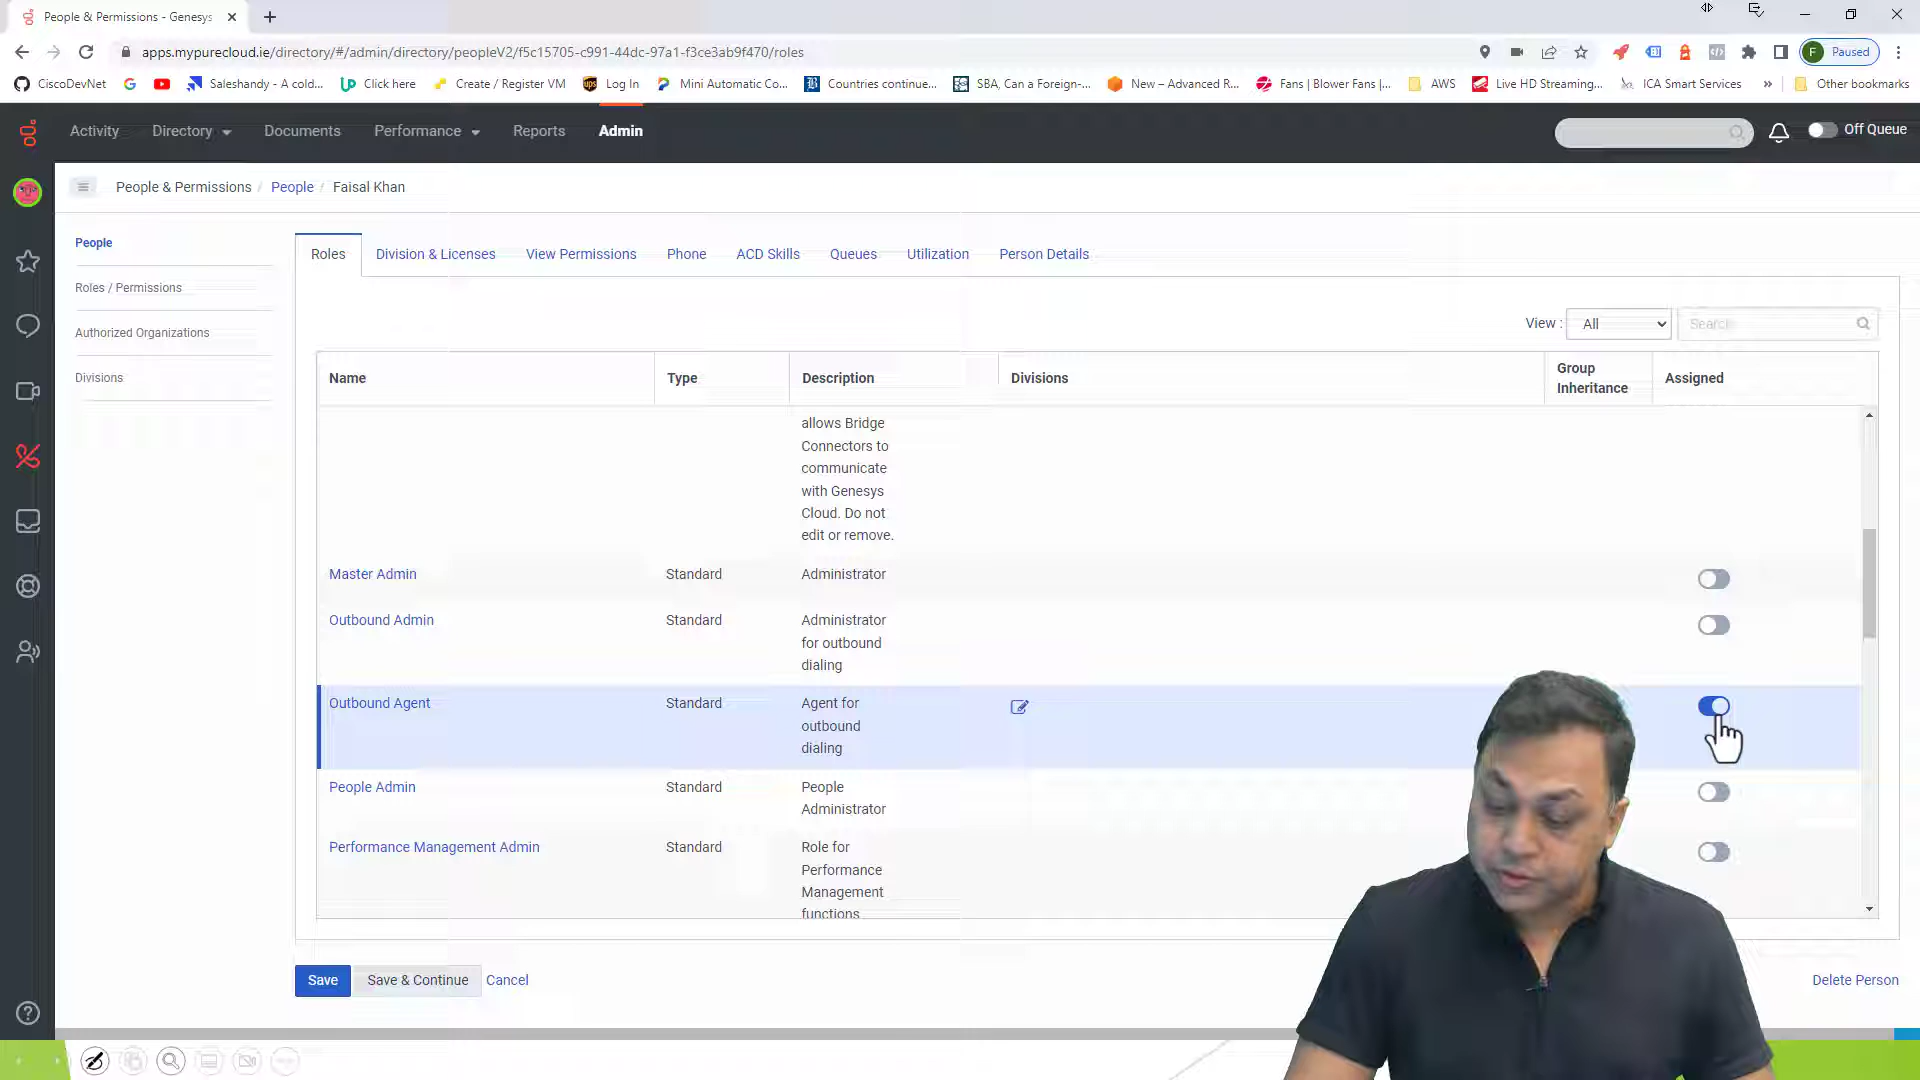 People & Permissions - Genesys
apps.mypurecloud.ie/directory/#/admin/directory/peopleV2/f5c15705-c991-44dc-97a1-f3ce3ab9f470/roles
F Paused
CiscoDevNet
Saleshandy - A cold...
Click here
Create / Register VM
Log In
Mini Automatic Co...
Countries continue...
SBA, Can a Foreign-...
New – Advanced R...
Fans | Blower Fans |...
AWS
Live HD Streaming...
ICA Smart Services
»
Other bookmarks
Activity
Directory
Documents
Performance
Reports
Admin
Off Queue
People & Permissions / People / Faisal Khan
People
Roles / Permissions
Authorized Organizations
Divisions
Roles
Division & Licenses
View Permissions
Phone
ACD Skills
Queues
Utilization
Person Details
View : All
Search
Name
Type
Description
Divisions
Group
Inheritance
Assigned
allows Bridge
Connectors to
communicate
with Genesys
Cloud. Do not
edit or remove.
Master Admin
Standard
Administrator
Outbound Admin
Standard
Administrator
for outbound
dialing
Outbound Agent
Standard
Agent for
outbound
dialing
People Admin
Standard
People
Administrator
Performance Management Admin
Standard
Role for
Performance
Management
functions
Save
Save & Continue
Cancel
Delete Person